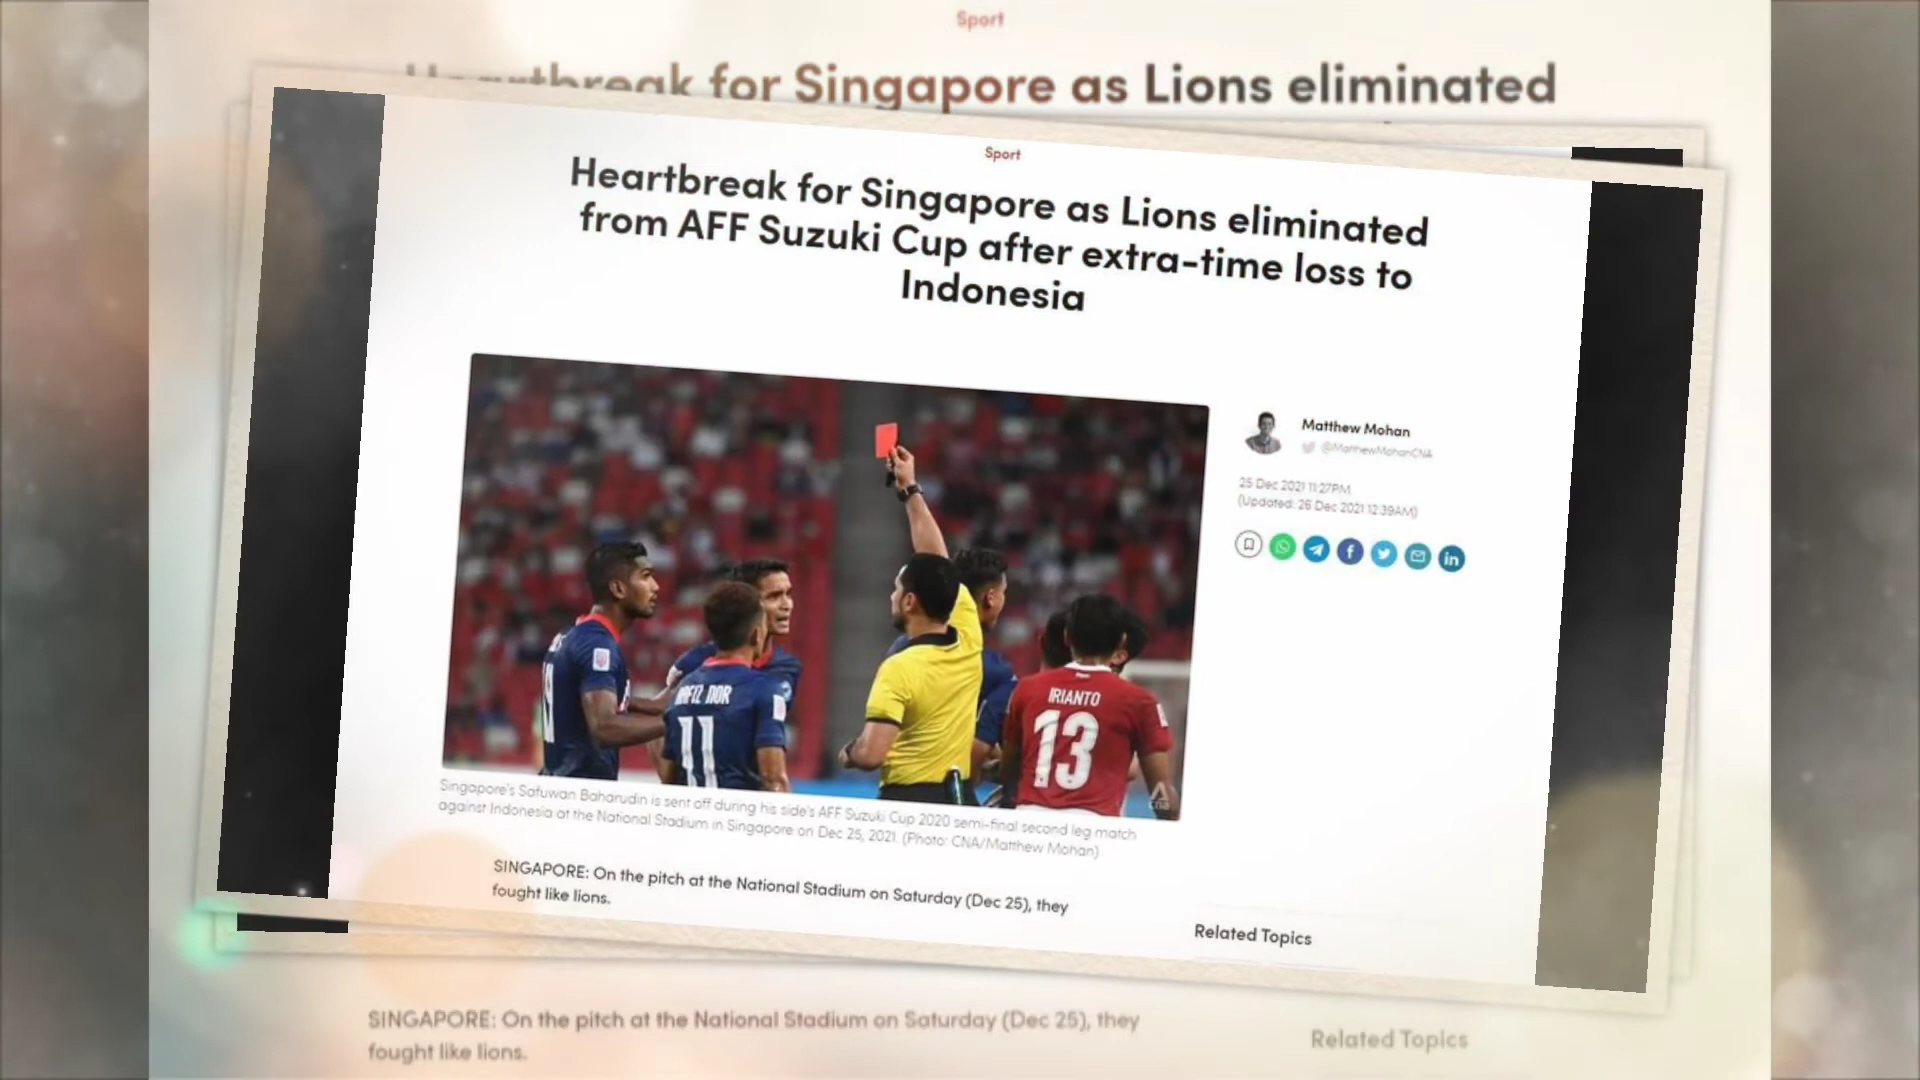 Sport
Heartbreak for Singapore as Lions eliminated
Sport
Heartbreak for Singapore as Lions eliminated
from AFF Suzuki Cup after extra-time loss to
Indonesia
Matthew Mohan
@MatthewMohanCNA
25 Dec 2021 11:27PM
(Updated: 26 Dec 2021 12:39AM)
HAFIZ NOR
11
IRIANTO
13
cna
Singapore's Safuwan Baharudin is sent off during his side's AFF Suzuki Cup 2020 semi-final second leg match
against Indonesia at the National Stadium in Singapore on Dec 25, 2021. (Photo: CNA/Matthew Mohan)
SINGAPORE: On the pitch at the National Stadium on Saturday (Dec 25), they
fought like lions.
Related Topics
SINGAPORE: On the pitch at the National Stadium on Saturday (Dec 25), they
fought like lions.
Related Topics